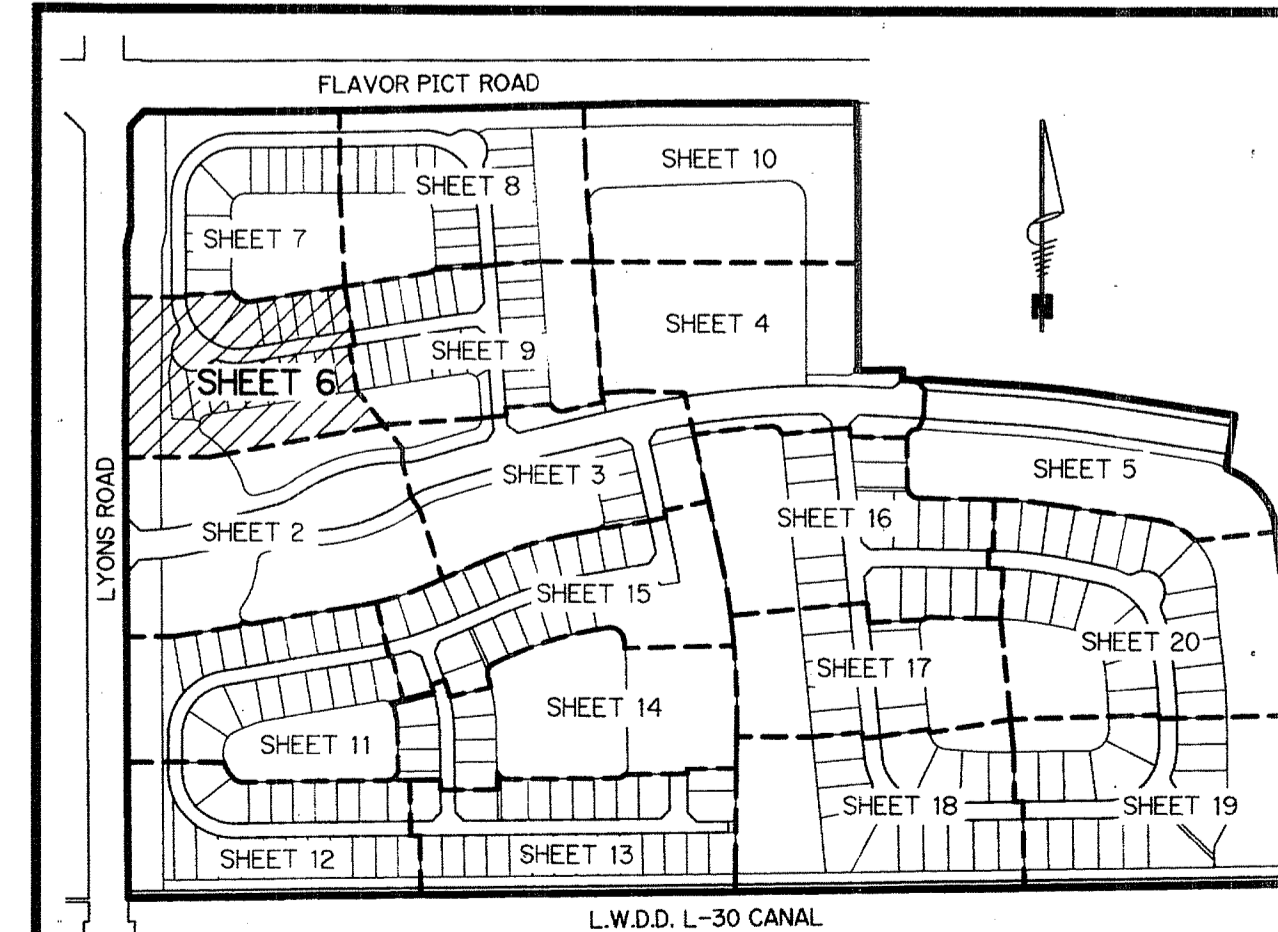 FLAVOR PICT ROAD
SHEET 10
SHEET 8
SHEET 7
SHEET 4
SHEET 9
SHEET 6
SHEET 5
SHEET 3
SHEET 16
SHEET 2
LYONS ROAD
SHEET 15
SHEET 20
SHEET 17
SHEET 14
SHEET 11
SHEET 18
SHEET 19
SHEET 12
SHEET 13
L.W.D.D. L-30 CANAL